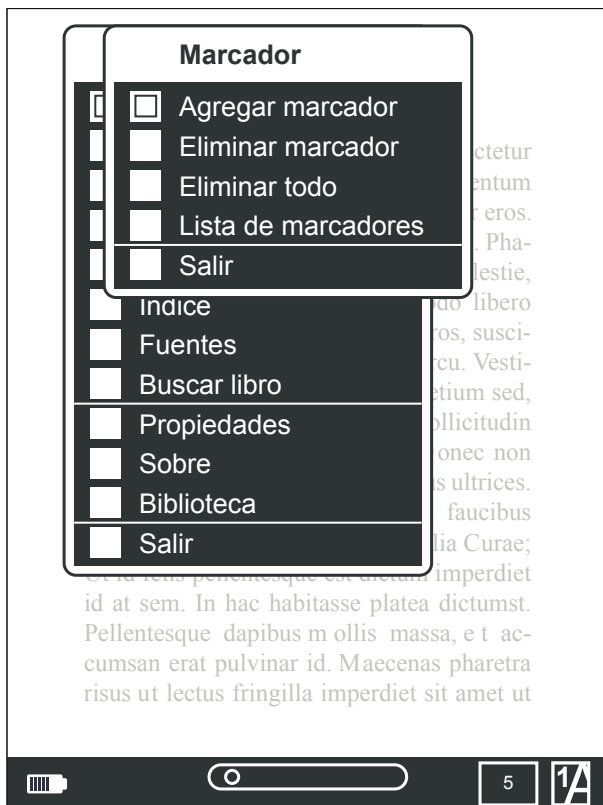 Marcador
Agregar marcador
Eliminar marcador
Eliminar todo
Lista de marcadores
Salir
Índice
Fuentes
Buscar libro
Propiedades
Sobre
Biblioteca
Salir
ctetur
entum
eros.
Pha-
lestie,
do libero
ros, susci-
rcu. Vesti-
etium sed,
ollicitudin
onec non
s ultrices.
faucibus
lia Curae;
imperdiet
id at sem. In hac habitasse platea dictumst.
Pellentesque dapibus m ollis massa, e t ac-
cumsan erat pulvinar id. Maecenas pharetra
risus ut lectus fringilla imperdiet sit amet ut
5
1A